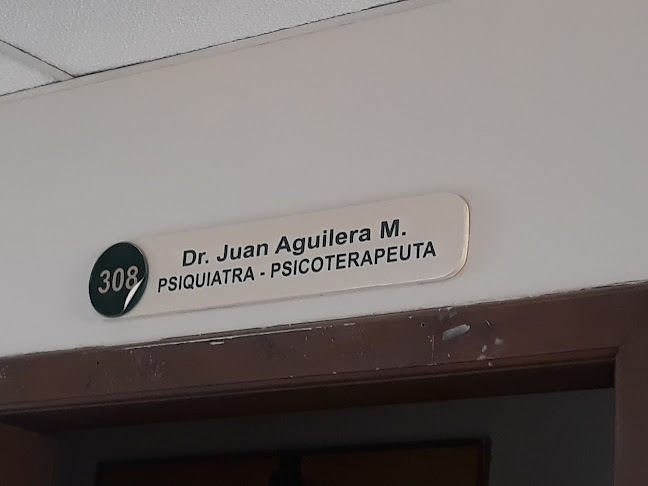 308
Dr. Juan Aguilera M.
PSIQUIATRA - PSICOTERAPEUTA